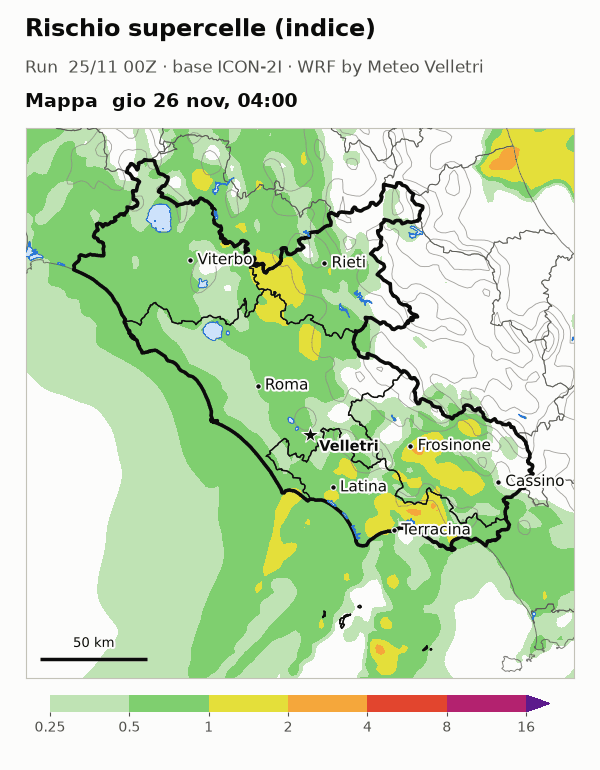 Rischio supercelle (indice)
Run  25/11 00Z · base ICON-2I · WRF by Meteo Velletri
Mappa  gio 26 nov, 04:00
Viterbo
Rieti
Roma
Velletri
Frosinone
Cassino
Latina
Terracina
50 km
0.25 0.5 1 2 4 8 16